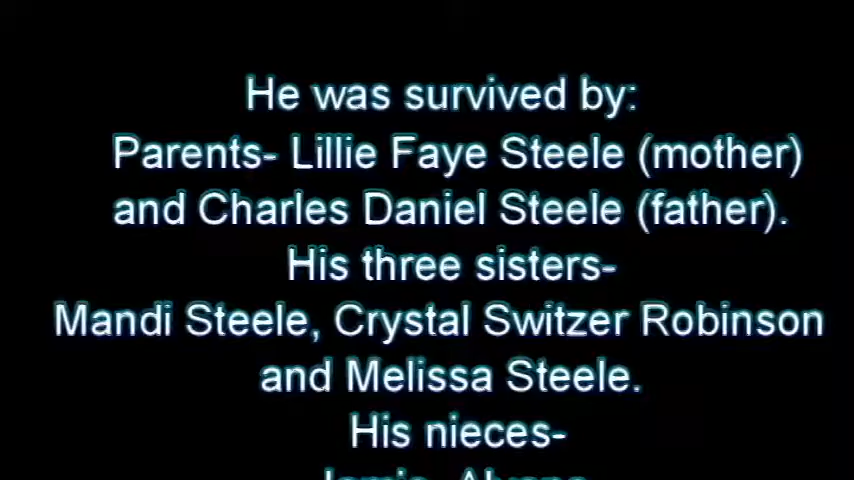 He was survived by:
Parents- Lillie Faye Steele (mother)
and Charles Daniel Steele (father).
His three sisters-
Mandi Steele, Crystal Switzer Robinson
and Melissa Steele.
His nieces-